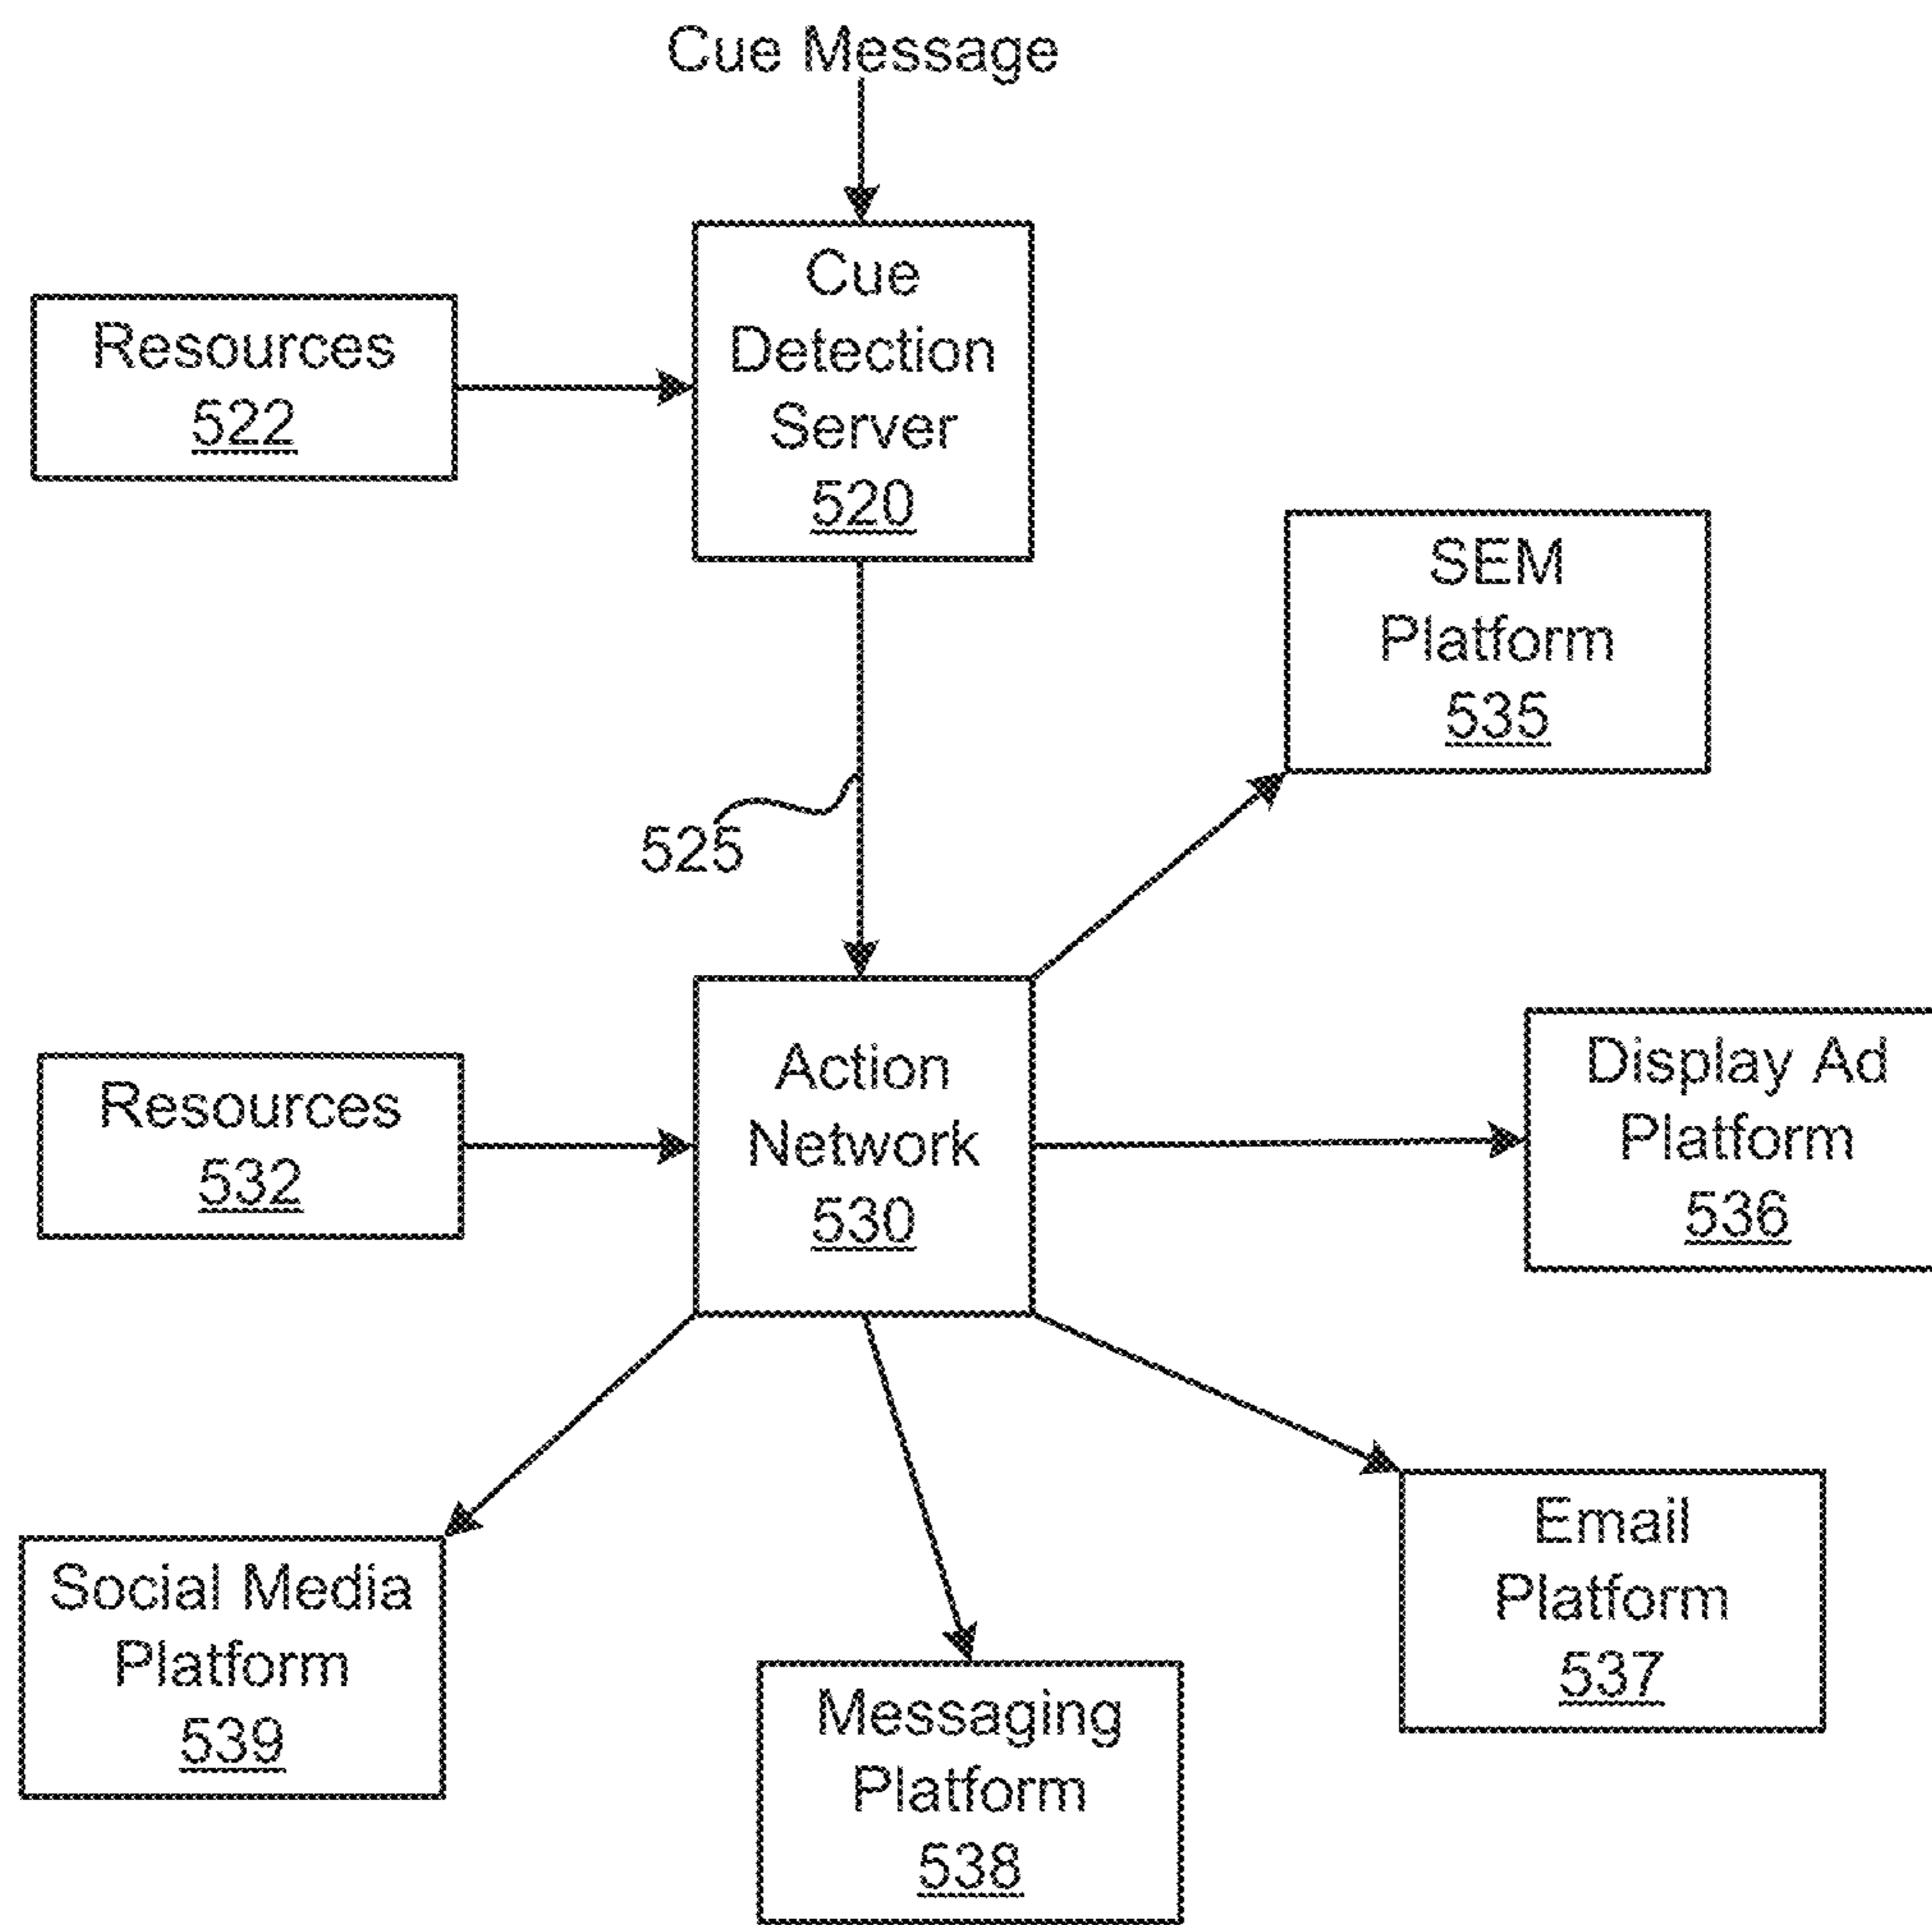 Cue Message
Cue
Detection
Server
520
Resources
522
SEM
Platform
535
525
Action
Network
530
Resources
532
Display Ad
Platform
536
Email
Platform
537
Social Media
Platform
539
Messaging
Platform
538